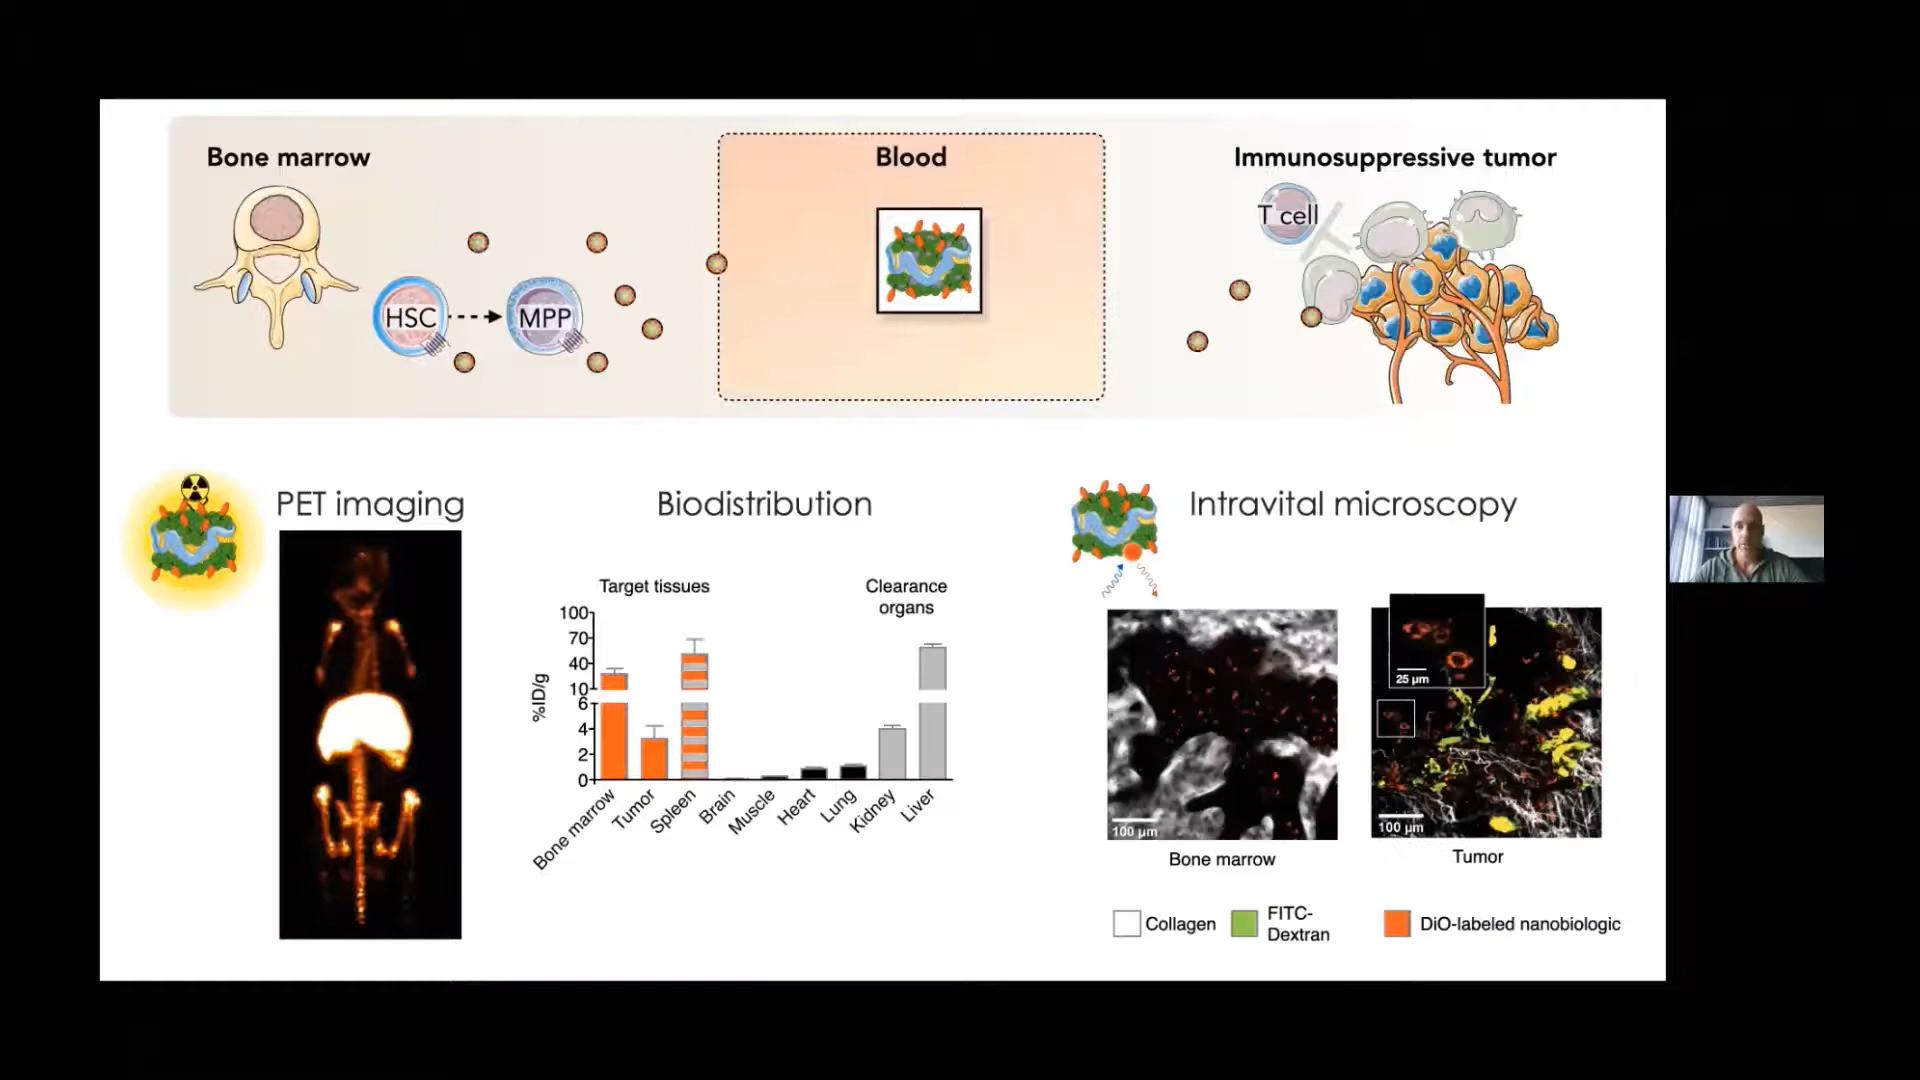 Bone marrow
Blood
Immunosuppressive tumor
T cell
HSC
MPP
PET imaging
Biodistribution
Intravital microscopy
Target tissues
Clearance
organs
100
70
40
10
6
4
2
0
%ID/g
Bone marrow
Tumor
Spleen
Brain
Muscle
Heart
Lung
Kidney
Liver
25 µm
100 µm
100 µm
Bone marrow
Tumor
Collagen
FITC-
Dextran
DiO-labeled nanobiologic